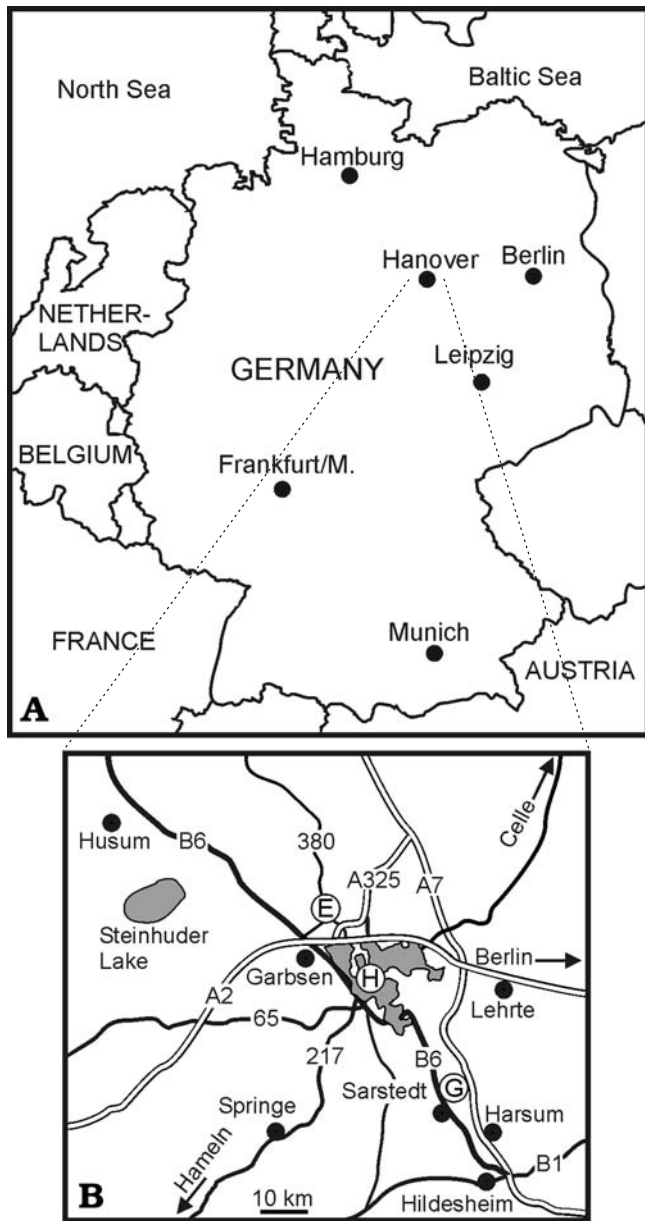 North Sea
Baltic Sea
Hamburg
Hanover
Berlin
NETHER-
LANDS
Leipzig
GERMANY
BELGIUM
Frankfurt/M.
FRANCE
Munich
AUSTRIA
A
Husum
B6
380
Celle
A325
A7
E
Steinhuder
Lake
Garbsen
H
Berlin
A2
Lehrte
65
217
B6
G
Sarstedt
Springe
Harsum
Hameln
B1
B
10 km
Hildesheim